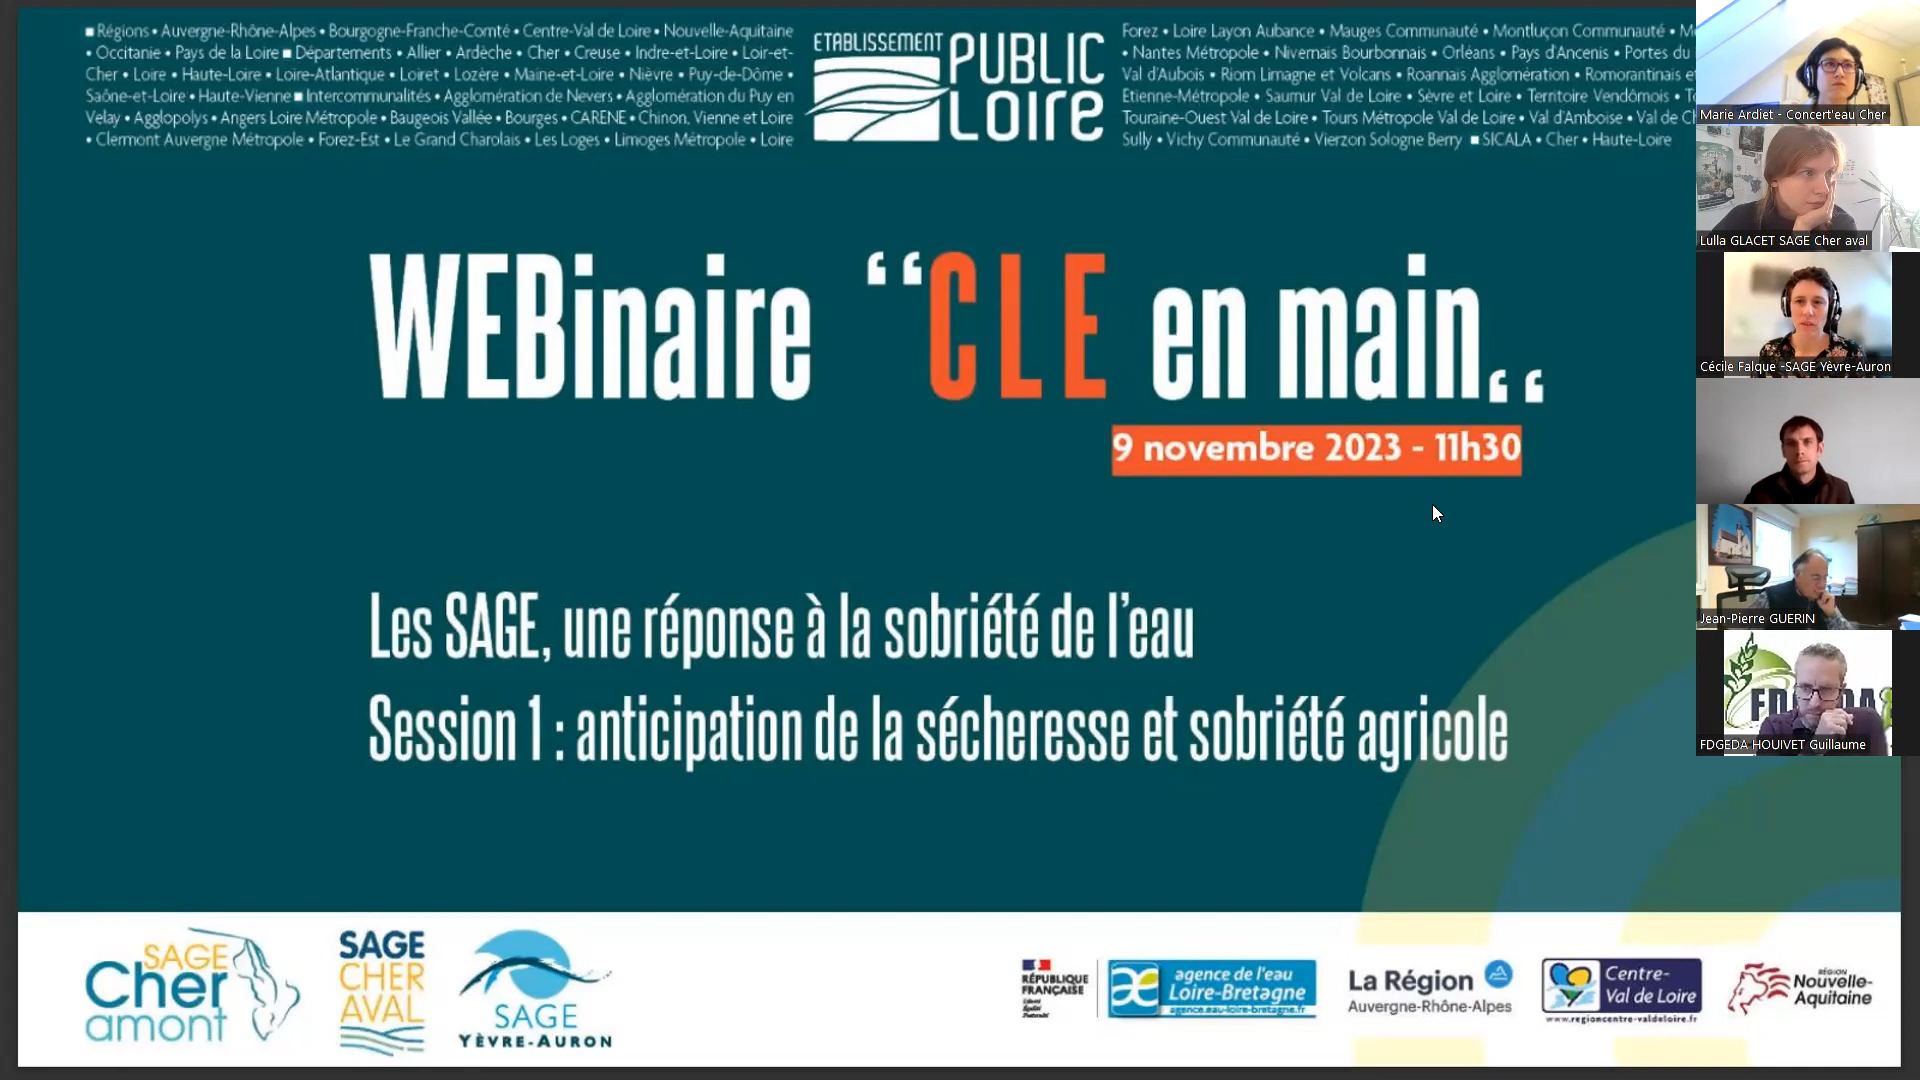 ■ Régions • Auvergne-Rhône-Alpes • Bourgogne-Franche-Comté • Centre-Val de Loire • Nouvelle-Aquitaine
• Occitanie • Pays de la Loire ■ Départements • Allier • Ardèche • Cher • Creuse • Indre-et-Loire • Loir-et-
Cher • Loire • Haute-Loire • Loire-Atlantique • Loiret • Lozère • Maine-et-Loire • Nièvre • Puy-de-Dôme •
Saône-et-Loire • Haute-Vienne ■ Intercommunalités • Agglomération de Nevers • Agglomération du Puy en
Velay • Agglopolys • Angers Loire Métropole • Baugeois Vallée • Bourges • CARENE • Chinon, Vienne et Loire
• Clermont Auvergne Métropole • Forez-Est • Le Grand Charolais • Les Loges • Limoges Métropole • Loire
ETABLISSEMENT
PUBLIC
LOIRE
Forez • Loire Layon Aubance • Mauges Communauté • Montluçon Communauté • M
• Nantes Métropole • Nivernais Bourbonnais • Orléans • Pays d'Ancenis • Portes du
Val d'Aubois • Riom Limagne et Volcans • Roannais Agglomération • Romorantinais et
Etienne-Métropole • Saumur Val de Loire • Sèvre et Loire • Territoire Vendômois •
Touraine-Ouest Val de Loire • Tours Métropole Val de Loire • Val d'Amboise • Val de
Sully • Vichy Communauté • Vierzon Sologne Berry ■ SICALA • Cher • Haute-Loire
WEBinaire “CLE en main“
9 novembre 2023 - 11h30
Les SAGE, une réponse à la sobriété de l’eau
Session 1 : anticipation de la sécheresse et sobriété agricole
Marie Ardiet - Concert'eau Cher
Lulla GLACET SAGE Cher aval
Cécile Falque -SAGE Yèvre-Auron
Jean-Pierre GUERIN
FDGEDA HOUIVET Guillaume
SAGE
Cher
amont
SAGE
CHER
AVAL
SAGE
YÈVRE-AURON
RÉPUBLIQUE
FRANÇAISE
Liberté
Égalité
Fraternité
agence de l'eau
Loire-Bretagne
agence.eau-loire-bretagne.fr
La Région
Auvergne-Rhône-Alpes
Centre-
Val de Loire
www.regioncentre-valdeloire.fr
RÉGION
Nouvelle-
Aquitaine